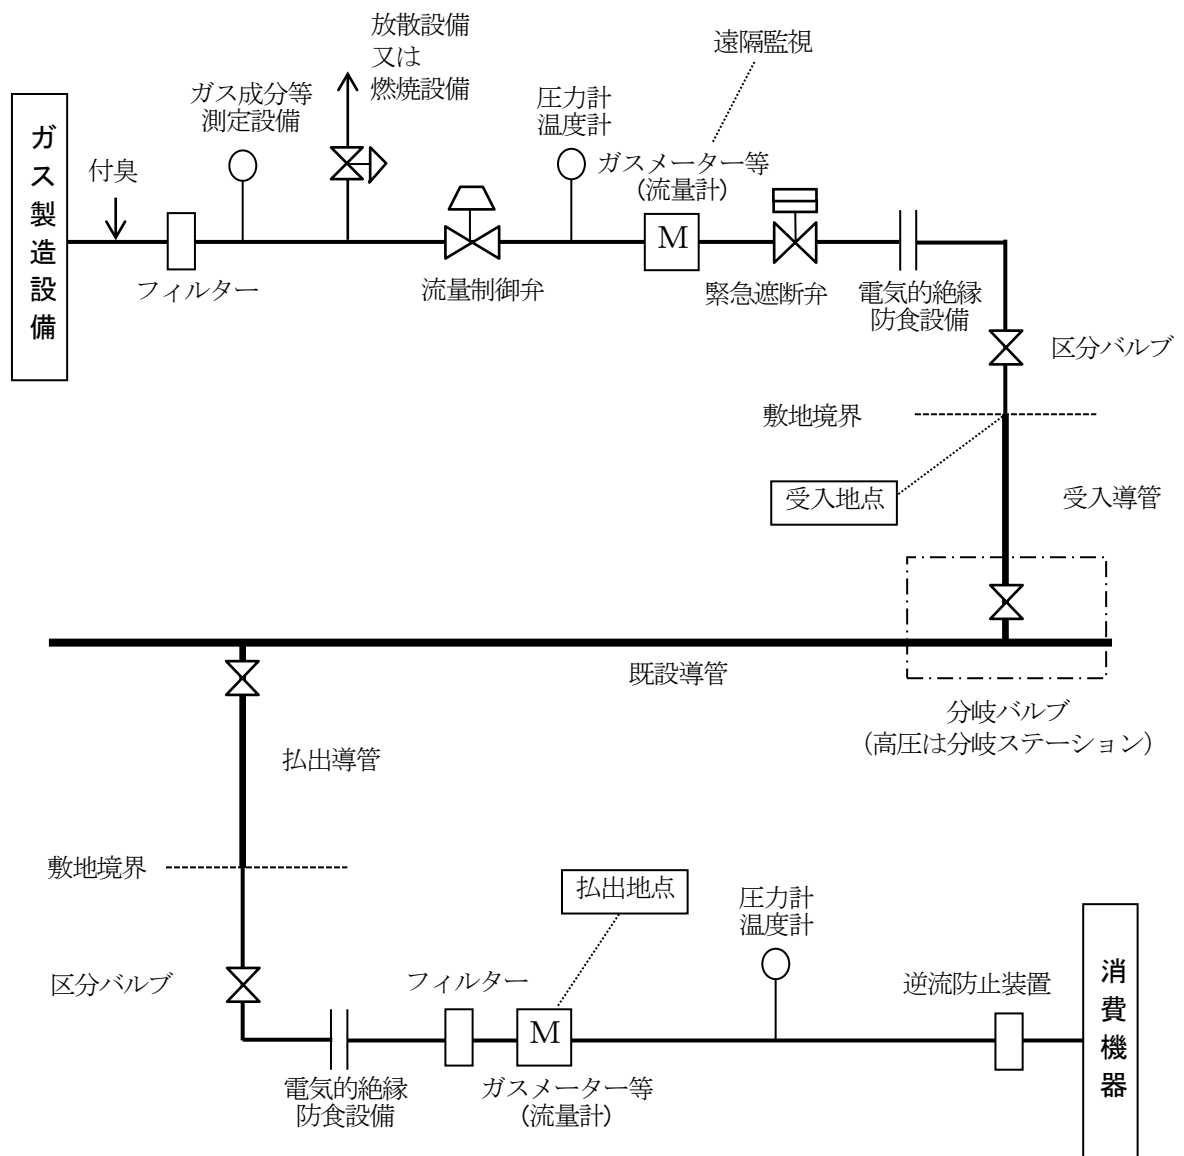 放散設備
又は
燃焼設備
遠隔監視
ガス成分等
測定設備
圧力計
温度計
ガスメーター等
（流量計）
付臭
ガス製造設備
M
フィルター
流量制御弁
緊急遮断弁
電気的絶縁
防食設備
区分バルブ
敷地境界
受入地点
受入導管
既設導管
分岐バルブ
（高圧は分岐ステーション）
払出導管
敷地境界
払出地点
圧力計
温度計
区分バルブ
フィルター
逆流防止装置
消費機器
M
電気的絶縁
防食設備
ガスメーター等
（流量計）